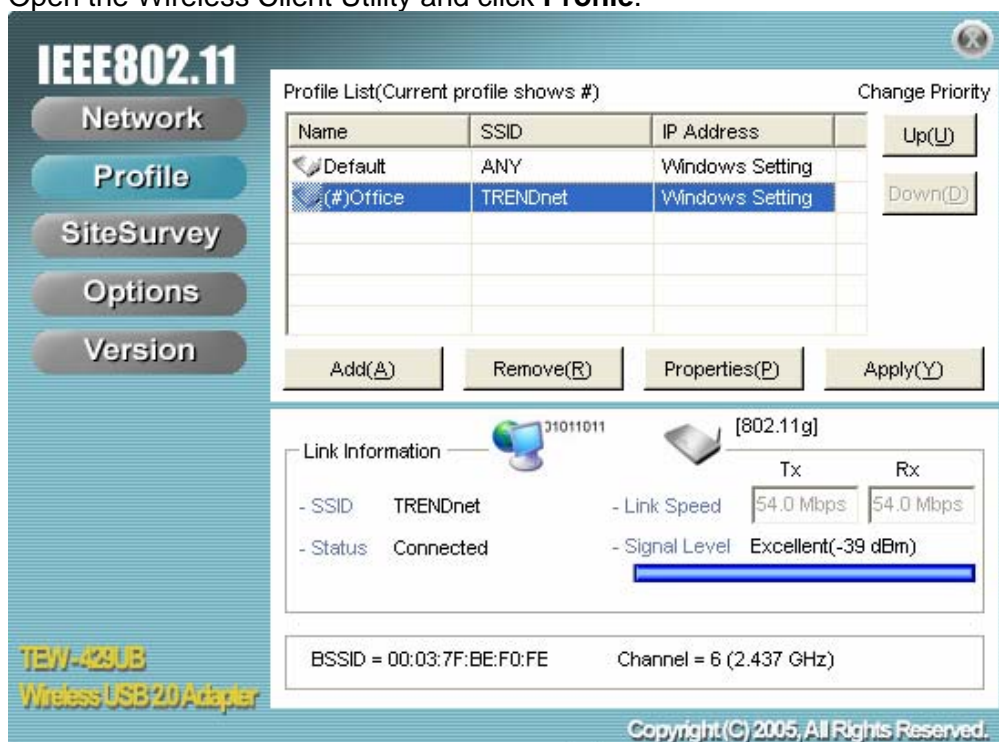 Open the Wireless Client Utility and click Profile.
IEEE802.11
Network
Profile
SiteSurvey
Options
Version
Profile List(Current profile shows #)
Change Priority
Name SSID IP Address
Default ANY Windows Setting
(#)Office TRENDnet Windows Setting
Up(U)
Down(D)
Add(A) Remove(R) Properties(P) Apply(Y)
Link Information
01011011
[802.11g]
Tx Rx
- SSID TRENDnet
- Link Speed 54.0 Mbps 54.0 Mbps
- Status Connected
- Signal Level Excellent(-39 dBm)
BSSID = 00:03:7F:BE:F0:FE Channel = 6 (2.437 GHz)
TEW-429UB
Wireless USB 2.0 Adapter
Copyright (C) 2005, All Rights Reserved.